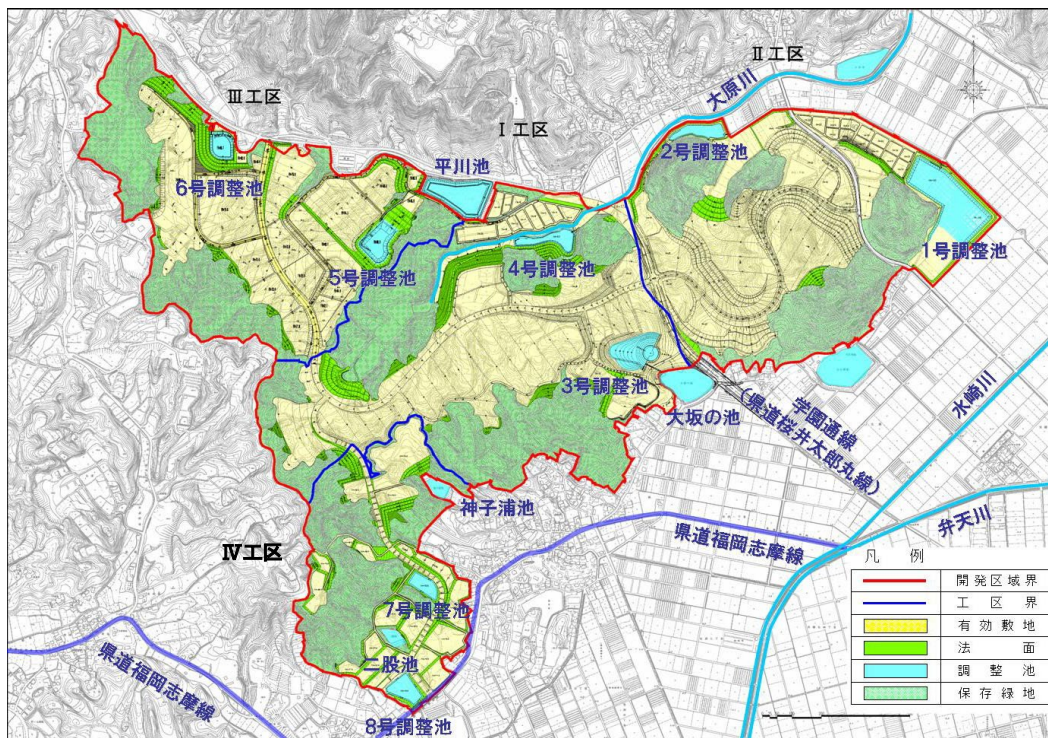 Ⅱ工区
大原川
Ⅲ工区
Ⅰ工区
平川池
2号調整池
6号調整池
1号調整池
5号調整池
4号調整池
3号調整池
大坂の池
学園通線
(県道桜井太郎丸線)
水崎川
神子浦池
県道福岡志摩線
弁天川
Ⅳ工区
7号調整池
二股池
県道福岡志摩線
8号調整池
凡例
開発区域界
工区界
有効敷地
法面
調整池
保存緑地